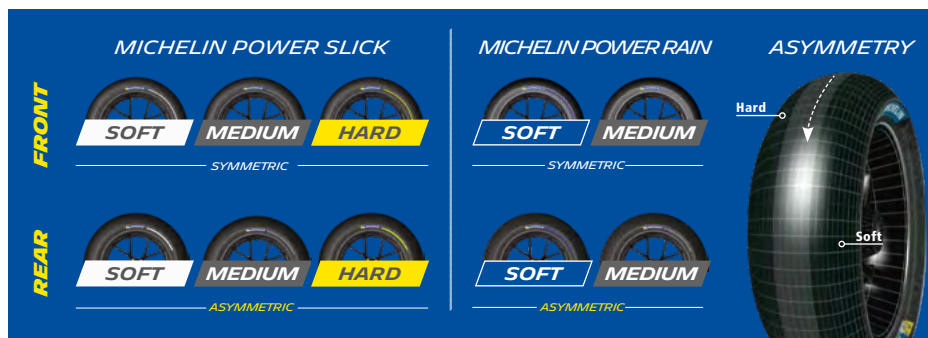 MICHELIN POWER SLICK
MICHELIN POWER RAIN
ASYMMETRY
FRONT
SOFT
MEDIUM
HARD
SYMMETRIC
SOFT
MEDIUM
SYMMETRIC
Hard
Soft
REAR
SOFT
MEDIUM
HARD
ASYMMETRIC
SOFT
MEDIUM
ASYMMETRIC